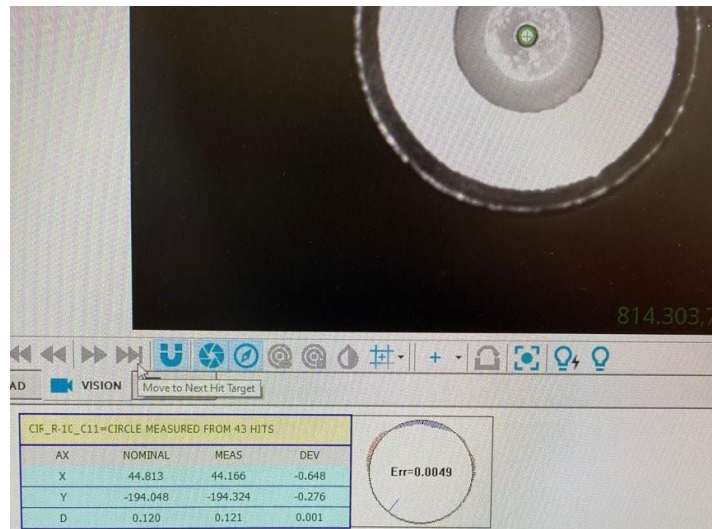 814.303,7
AD
VISION
Move to Next Hit Target
CIR_R-1C_C11=CIRCLE MEASURED FROM 43 HITS
AX NOMINAL MEAS DEV
X 44.813 44.166 -0.648
Y -194.048 -194.324 -0.276
D 0.120 0.121 0.001
Err=0.0049